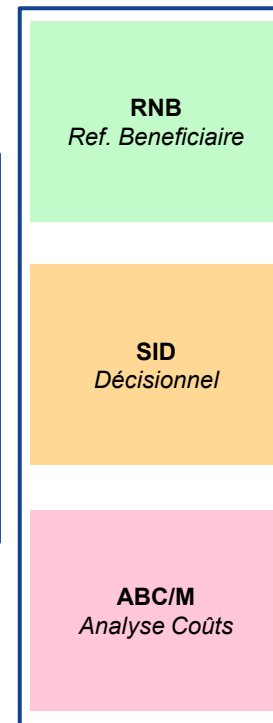 RNB
Ref. Beneficiaire
SID
Décisionnel
ABC/M
Analyse Coûts